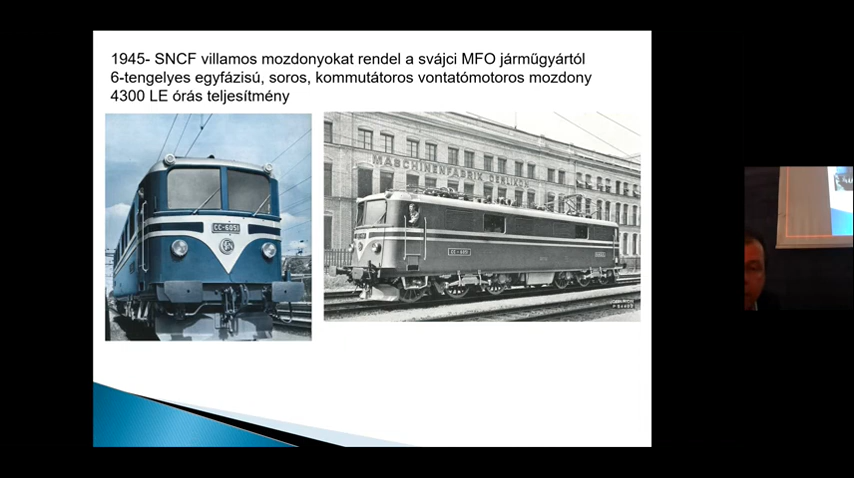 1945- SNCF villamos mozdonyokat rendel a svájci MFO járműgyártól
6-tengelyes egyfázisú, soros, kommutátoros vontatómotoros mozdony
4300 LE órás teljesítmény
CC-6051
MASCHINENFABRIK OERLIKON
CC-6051